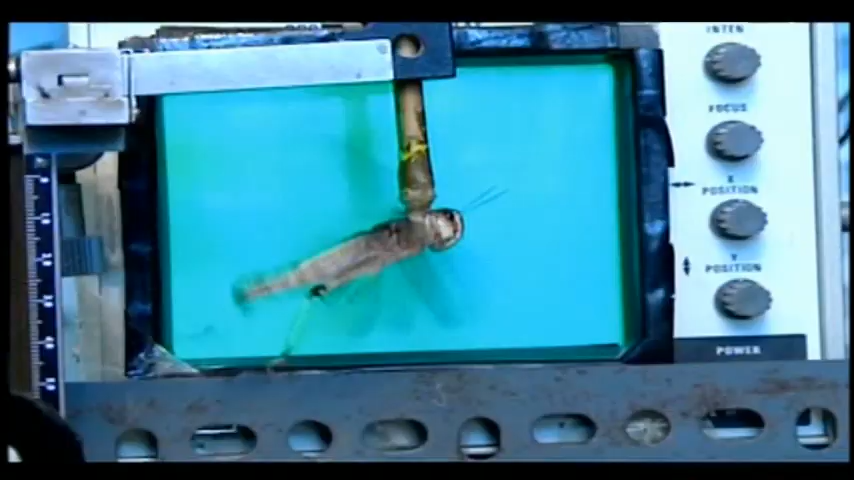 INTEN
FOCUS
X
POSITION
Y
POSITION
POWER